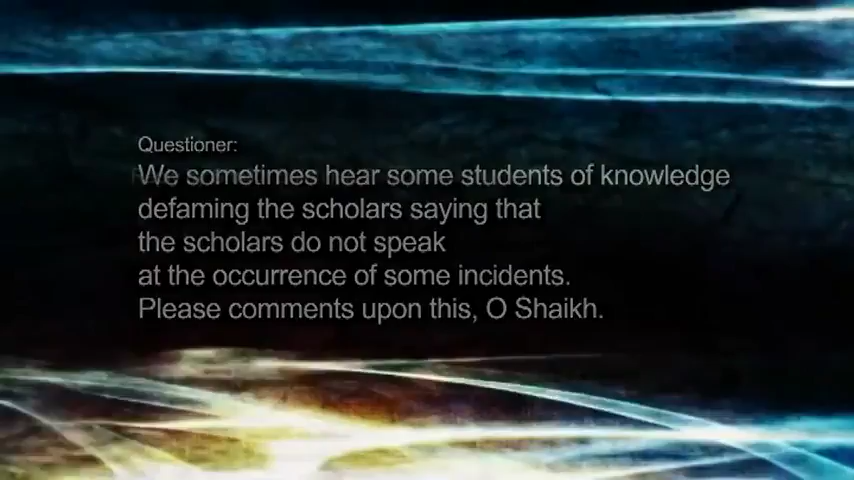 Questioner:
We sometimes hear some students of knowledge
defaming the scholars saying that
the scholars do not speak
at the occurrence of some incidents.
Please comments upon this, O Shaikh.